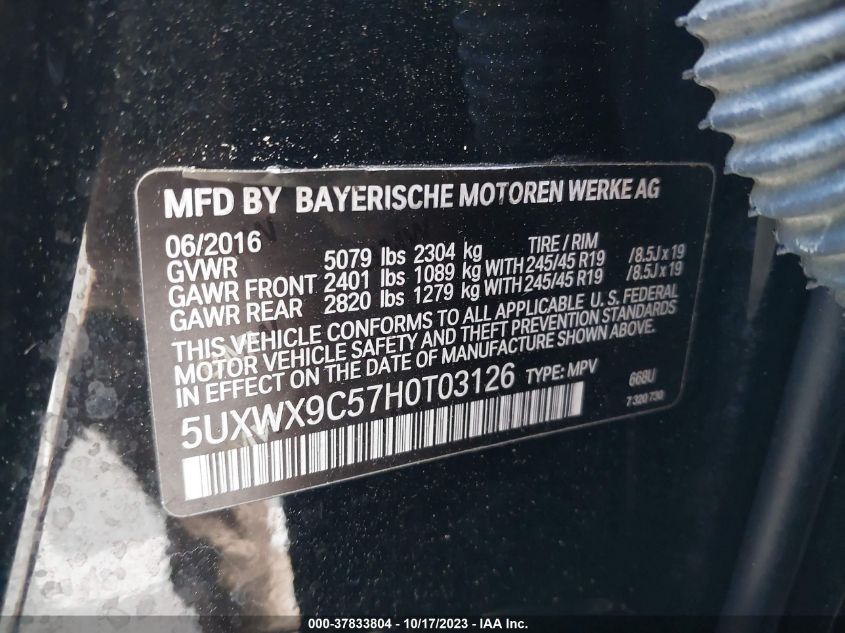 MFD BY BAYERISCHE MOTOREN WERKE AG
06/2016 TIRE / RIM
GVWR 5079 lbs 2304 kg
GAWR FRONT 2401 lbs 1089 kg WITH 245/45 R19 /8.5J x 19
GAWR REAR 2820 lbs 1279 kg WITH 245/45 R19 /8.5J x 19
THIS VEHICLE CONFORMS TO ALL APPLICABLE U.S. FEDERAL
MOTOR VEHICLE SAFETY AND THEFT PREVENTION STANDARDS
IN EFFECT ON THE DATE OF MANUFACTURE SHOWN ABOVE.
5UXWX9C57H0T03126 TYPE: MPV 668U
7 320 730
000-37833804 - 10/17/2023 - IAA Inc.